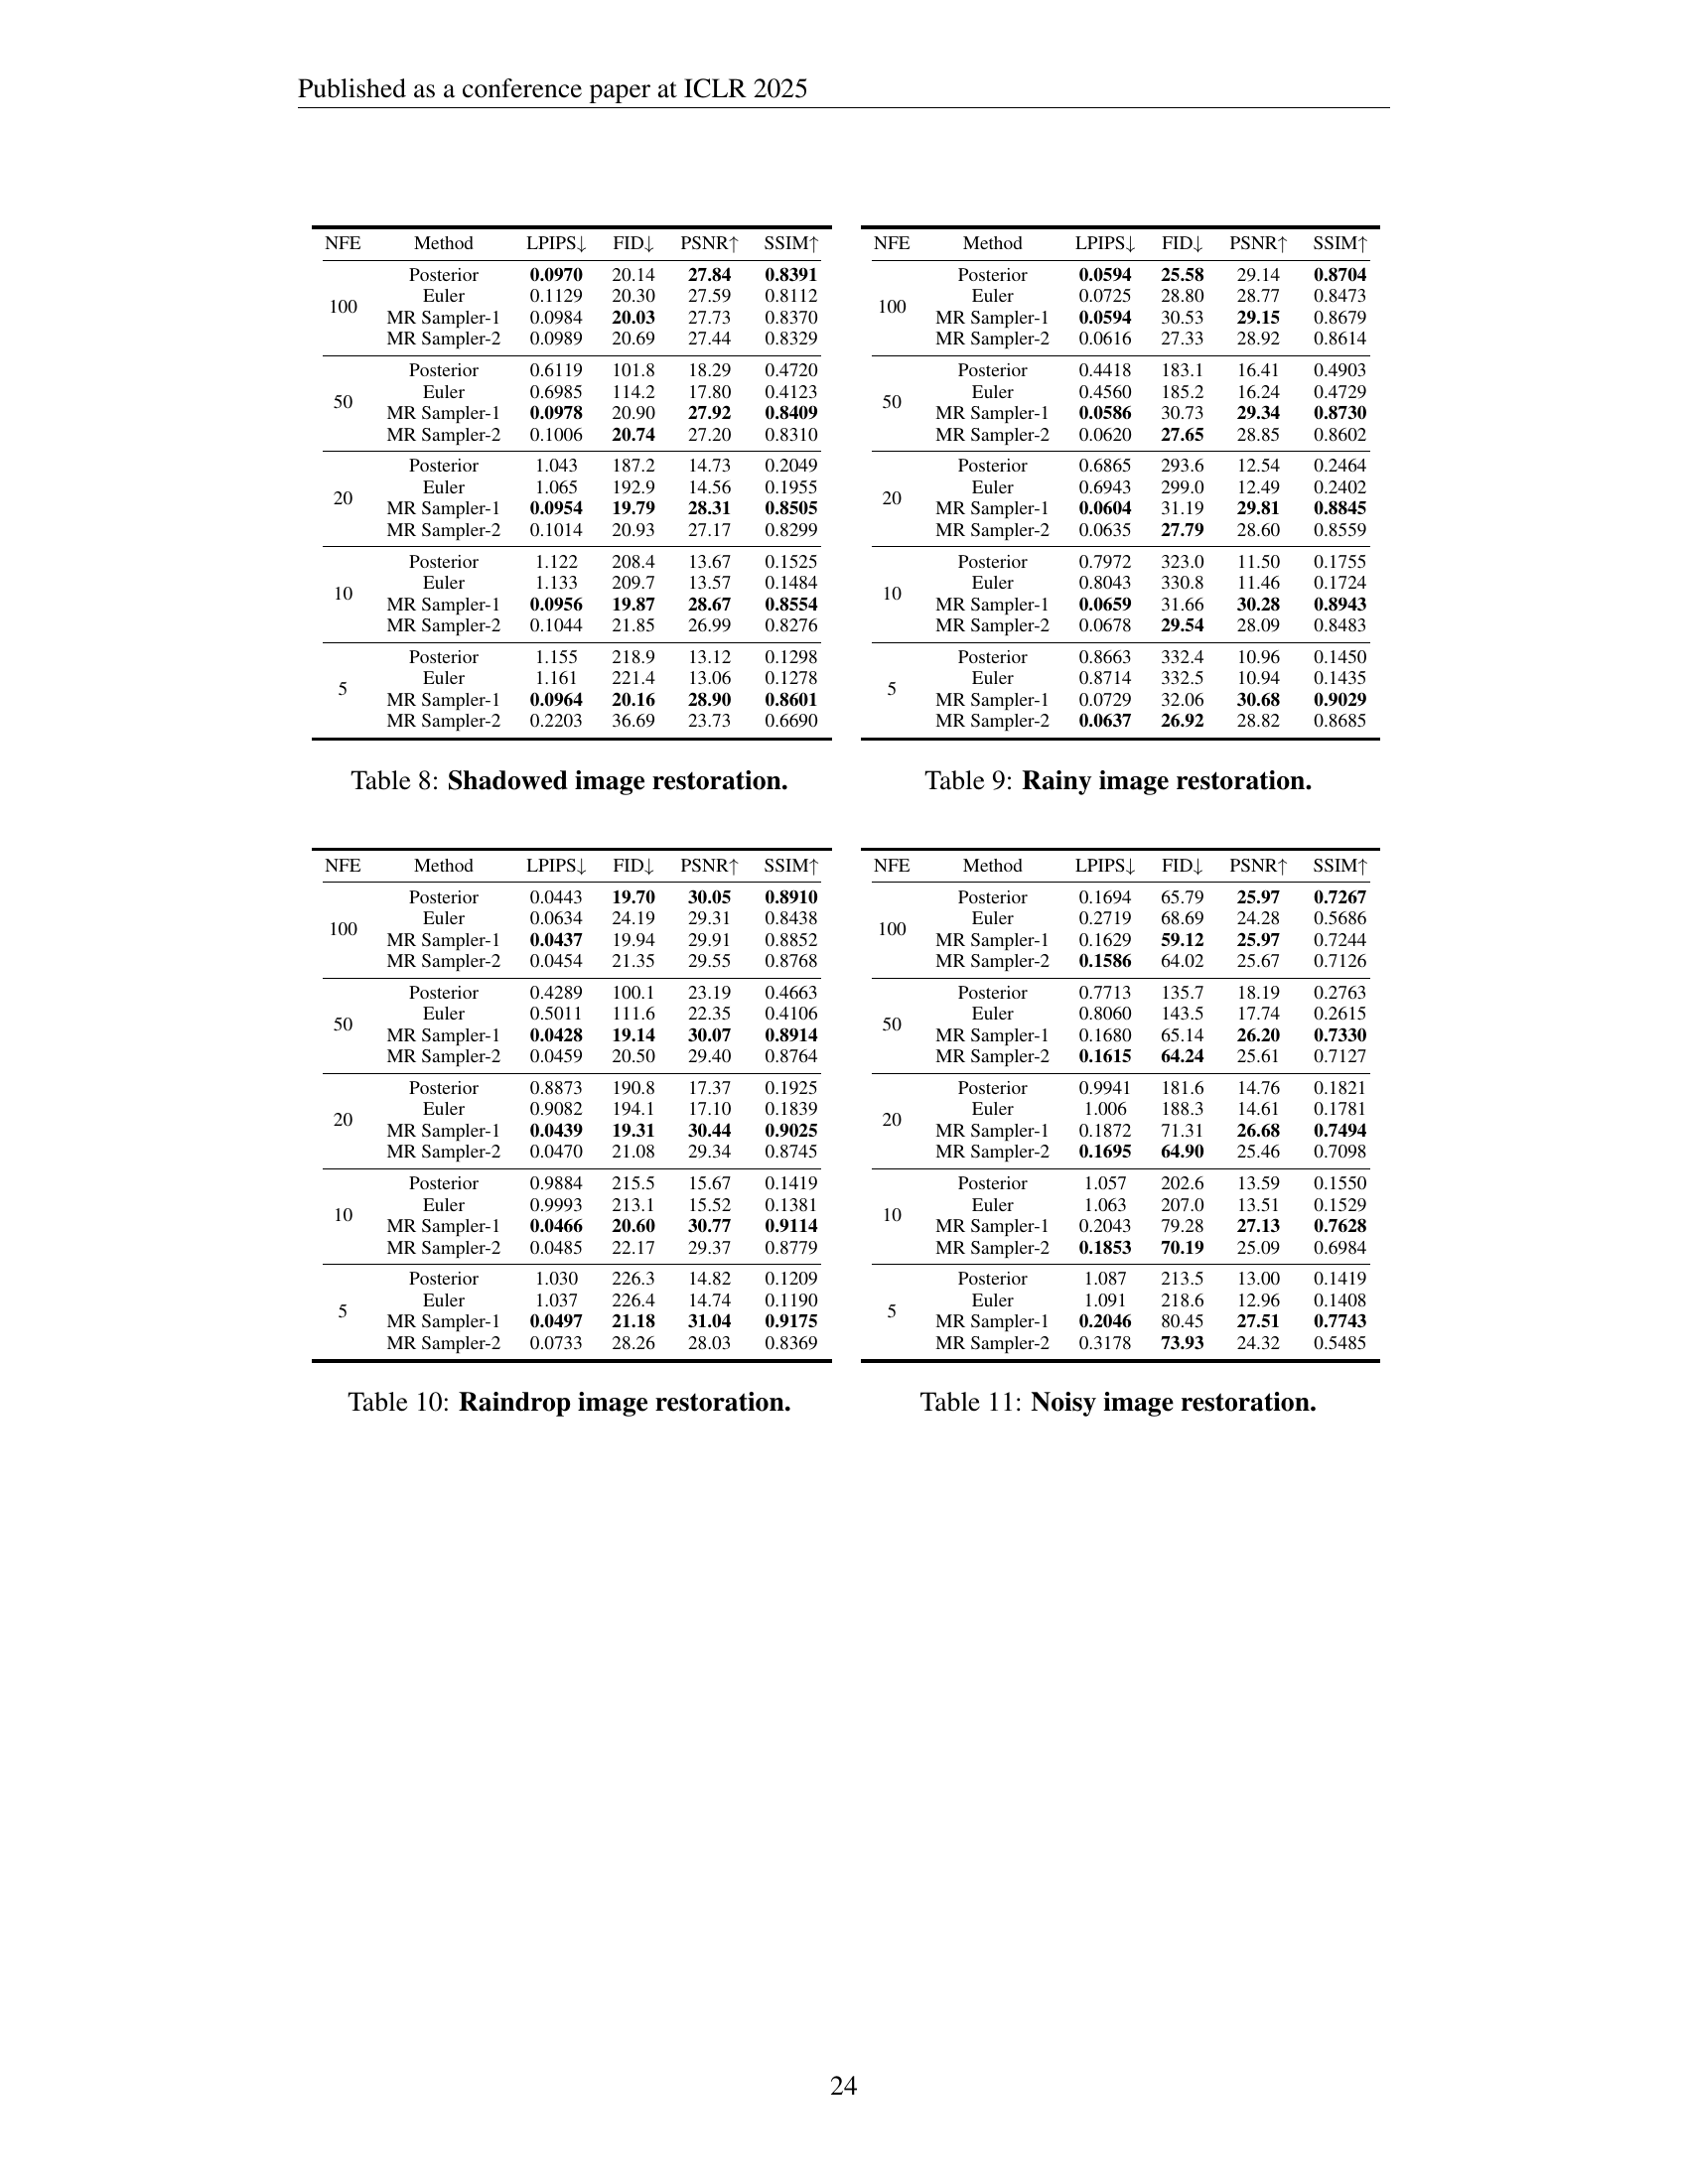 Published as a conference paper at ICLR 2025
NFE Method LPIPS↓ FID↓ PSNR↑ SSIM↑
100
Posterior 0.0970 20.14 27.84 0.8391
Euler 0.1129 20.30 27.59 0.8112
MR Sampler-1 0.0984 20.03 27.73 0.8370
MR Sampler-2 0.0989 20.69 27.44 0.8329
50
Posterior 0.6119 101.8 18.29 0.4720
Euler 0.6985 114.2 17.80 0.4123
MR Sampler-1 0.0978 20.90 27.92 0.8409
MR Sampler-2 0.1006 20.74 27.20 0.8310
20
Posterior 1.043 187.2 14.73 0.2049
Euler 1.065 192.9 14.56 0.1955
MR Sampler-1 0.0954 19.79 28.31 0.8505
MR Sampler-2 0.1014 20.93 27.17 0.8299
10
Posterior 1.122 208.4 13.67 0.1525
Euler 1.133 209.7 13.57 0.1484
MR Sampler-1 0.0956 19.87 28.67 0.8554
MR Sampler-2 0.1044 21.85 26.99 0.8276
5
Posterior 1.155 218.9 13.12 0.1298
Euler 1.161 221.4 13.06 0.1278
MR Sampler-1 0.0964 20.16 28.90 0.8601
MR Sampler-2 0.2203 36.69 23.73 0.6690
Table 8: Shadowed image restoration.
NFE Method LPIPS↓ FID↓ PSNR↑ SSIM↑
100
Posterior 0.0594 25.58 29.14 0.8704
Euler 0.0725 28.80 28.77 0.8473
MR Sampler-1 0.0594 30.53 29.15 0.8679
MR Sampler-2 0.0616 27.33 28.92 0.8614
50
Posterior 0.4418 183.1 16.41 0.4903
Euler 0.4560 185.2 16.24 0.4729
MR Sampler-1 0.0586 30.73 29.34 0.8730
MR Sampler-2 0.0620 27.65 28.85 0.8602
20
Posterior 0.6865 293.6 12.54 0.2464
Euler 0.6943 299.0 12.49 0.2402
MR Sampler-1 0.0604 31.19 29.81 0.8845
MR Sampler-2 0.0635 27.79 28.60 0.8559
10
Posterior 0.7972 323.0 11.50 0.1755
Euler 0.8043 330.8 11.46 0.1724
MR Sampler-1 0.0659 31.66 30.28 0.8943
MR Sampler-2 0.0678 29.54 28.09 0.8483
5
Posterior 0.8663 332.4 10.96 0.1450
Euler 0.8714 332.5 10.94 0.1435
MR Sampler-1 0.0729 32.06 30.68 0.9029
MR Sampler-2 0.0637 26.92 28.82 0.8685
Table 9: Rainy image restoration.
NFE Method LPIPS↓ FID↓ PSNR↑ SSIM↑
100
Posterior 0.0443 19.70 30.05 0.8910
Euler 0.0634 24.19 29.31 0.8438
MR Sampler-1 0.0437 19.94 29.91 0.8852
MR Sampler-2 0.0454 21.35 29.55 0.8768
50
Posterior 0.4289 100.1 23.19 0.4663
Euler 0.5011 111.6 22.35 0.4106
MR Sampler-1 0.0428 19.14 30.07 0.8914
MR Sampler-2 0.0459 20.50 29.40 0.8764
20
Posterior 0.8873 190.8 17.37 0.1925
Euler 0.9082 194.1 17.10 0.1839
MR Sampler-1 0.0439 19.31 30.44 0.9025
MR Sampler-2 0.0470 21.08 29.34 0.8745
10
Posterior 0.9884 215.5 15.67 0.1419
Euler 0.9993 213.1 15.52 0.1381
MR Sampler-1 0.0466 20.60 30.77 0.9114
MR Sampler-2 0.0485 22.17 29.37 0.8779
5
Posterior 1.030 226.3 14.82 0.1209
Euler 1.037 226.4 14.74 0.1190
MR Sampler-1 0.0497 21.18 31.04 0.9175
MR Sampler-2 0.0733 28.26 28.03 0.8369
Table 10: Raindrop image restoration.
NFE Method LPIPS↓ FID↓ PSNR↑ SSIM↑
100
Posterior 0.1694 65.79 25.97 0.7267
Euler 0.2719 68.69 24.28 0.5686
MR Sampler-1 0.1629 59.12 25.97 0.7244
MR Sampler-2 0.1586 64.02 25.67 0.7126
50
Posterior 0.7713 135.7 18.19 0.2763
Euler 0.8060 143.5 17.74 0.2615
MR Sampler-1 0.1680 65.14 26.20 0.7330
MR Sampler-2 0.1615 64.24 25.61 0.7127
20
Posterior 0.9941 181.6 14.76 0.1821
Euler 1.006 188.3 14.61 0.1781
MR Sampler-1 0.1872 71.31 26.68 0.7494
MR Sampler-2 0.1695 64.90 25.46 0.7098
10
Posterior 1.057 202.6 13.59 0.1550
Euler 1.063 207.0 13.51 0.1529
MR Sampler-1 0.2043 79.28 27.13 0.7628
MR Sampler-2 0.1853 70.19 25.09 0.6984
5
Posterior 1.087 213.5 13.00 0.1419
Euler 1.091 218.6 12.96 0.1408
MR Sampler-1 0.2046 80.45 27.51 0.7743
MR Sampler-2 0.3178 73.93 24.32 0.5485
Table 11: Noisy image restoration.
24